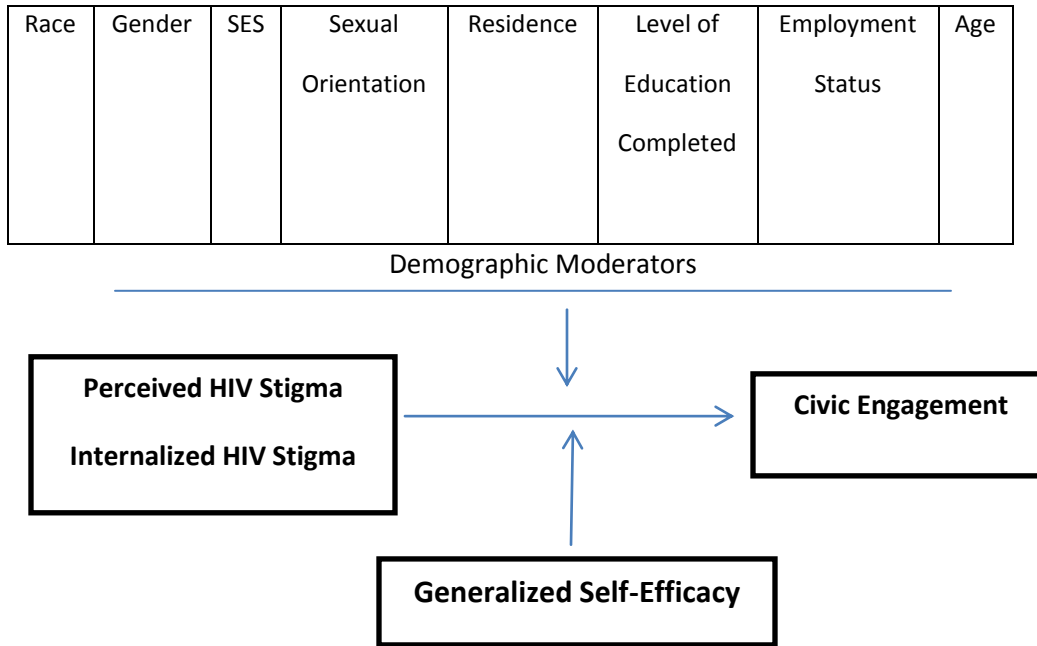 Race Gender SES Sexual Residence Level of Employment Age
Orientation Education Status
Completed
Demographic Moderators
Perceived HIV Stigma
Internalized HIV Stigma
Civic Engagement
Generalized Self-Efficacy